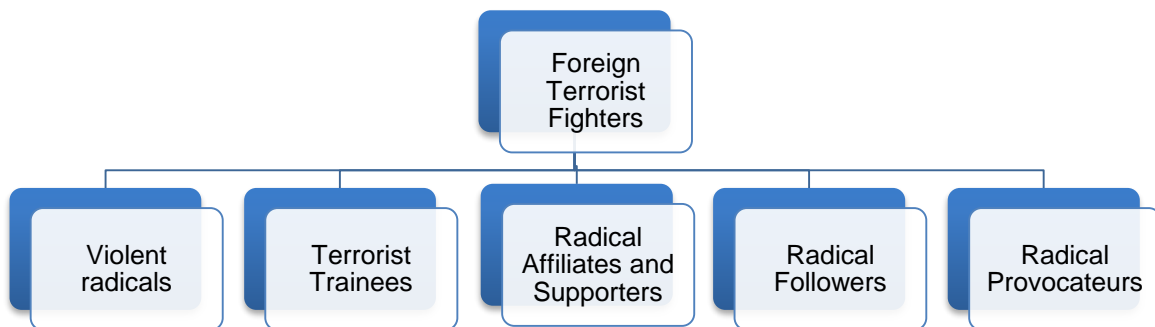 Foreign
Terrorist
Fighters
Violent
radicals
Terrorist
Trainees
Radical
Affiliates and
Supporters
Radical
Followers
Radical
Provocateurs